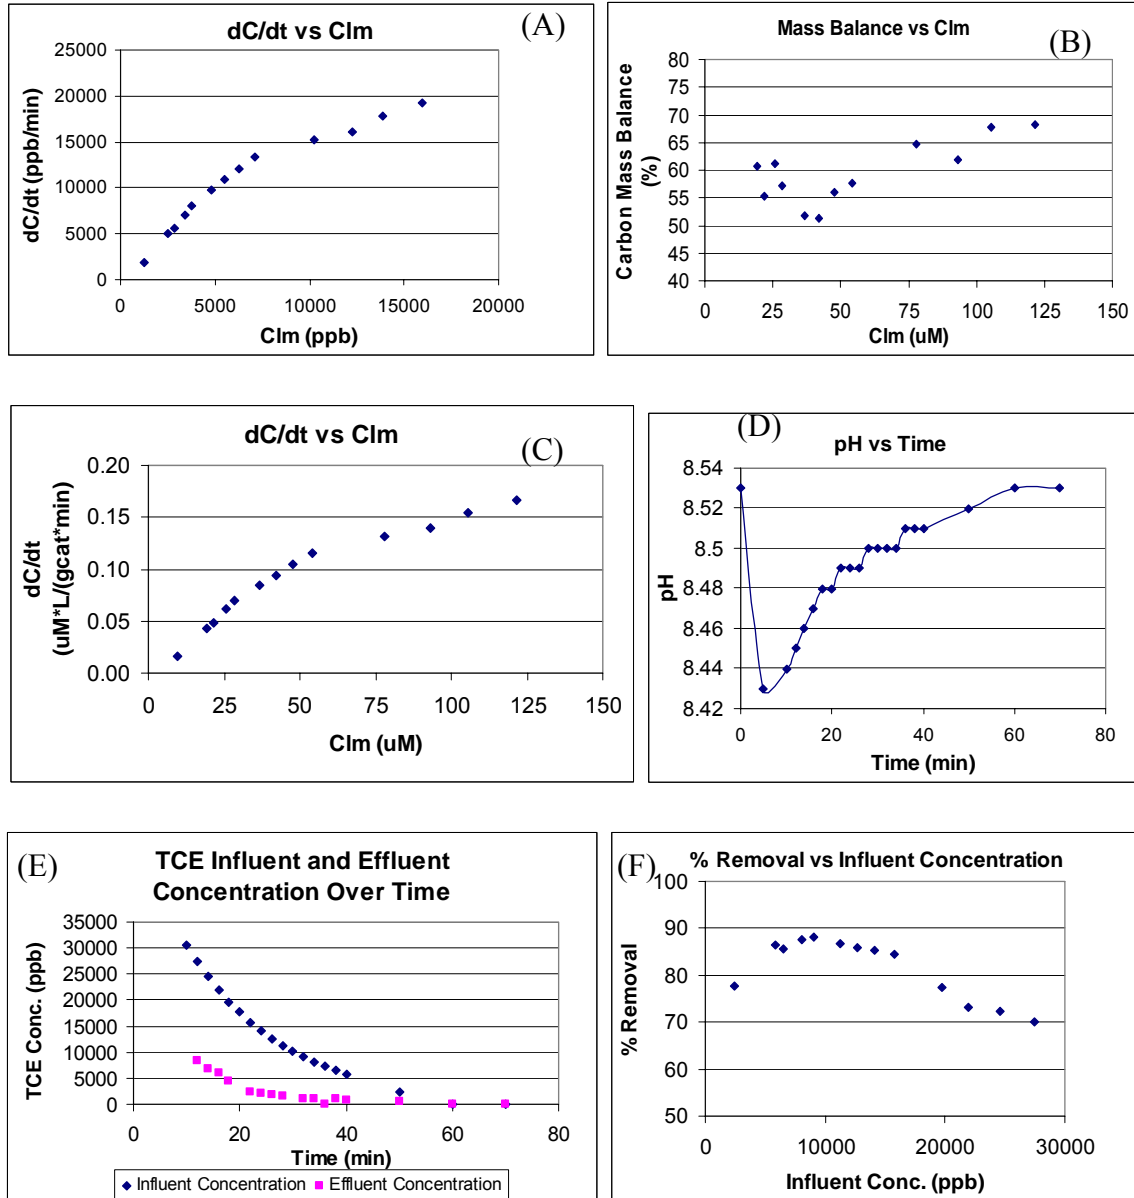 dC/dt vs Clm
(A)
25000
20000
15000
10000
5000
0
dC/dt (ppb/min)
0 5000 10000 15000 20000
Clm (ppb)
Mass Balance vs Clm
(B)
80
75
70
65
60
55
50
45
40
Carbon Mass Balance
(%)
0 25 50 75 100 125 150
Clm (uM)
dC/dt vs Clm
(C)
0.20
0.15
0.10
0.05
0.00
dC/dt
(uM*L/(gcat*min)
0 25 50 75 100 125 150
Clm (uM)
(D)
pH vs Time
8.54
8.52
8.5
8.48
8.46
8.44
8.42
pH
0 20 40 60 80
Time (min)
(E)
TCE Influent and Effluent
Concentration Over Time
35000
30000
25000
20000
15000
10000
5000
0
TCE Conc. (ppb)
0 20 40 60 80
Time (min)
Influent Concentration Effluent Concentration
(F)
% Removal vs Influent Concentration
100
90
80
70
60
50
% Removal
0 10000 20000 30000
Influent Conc. (ppb)